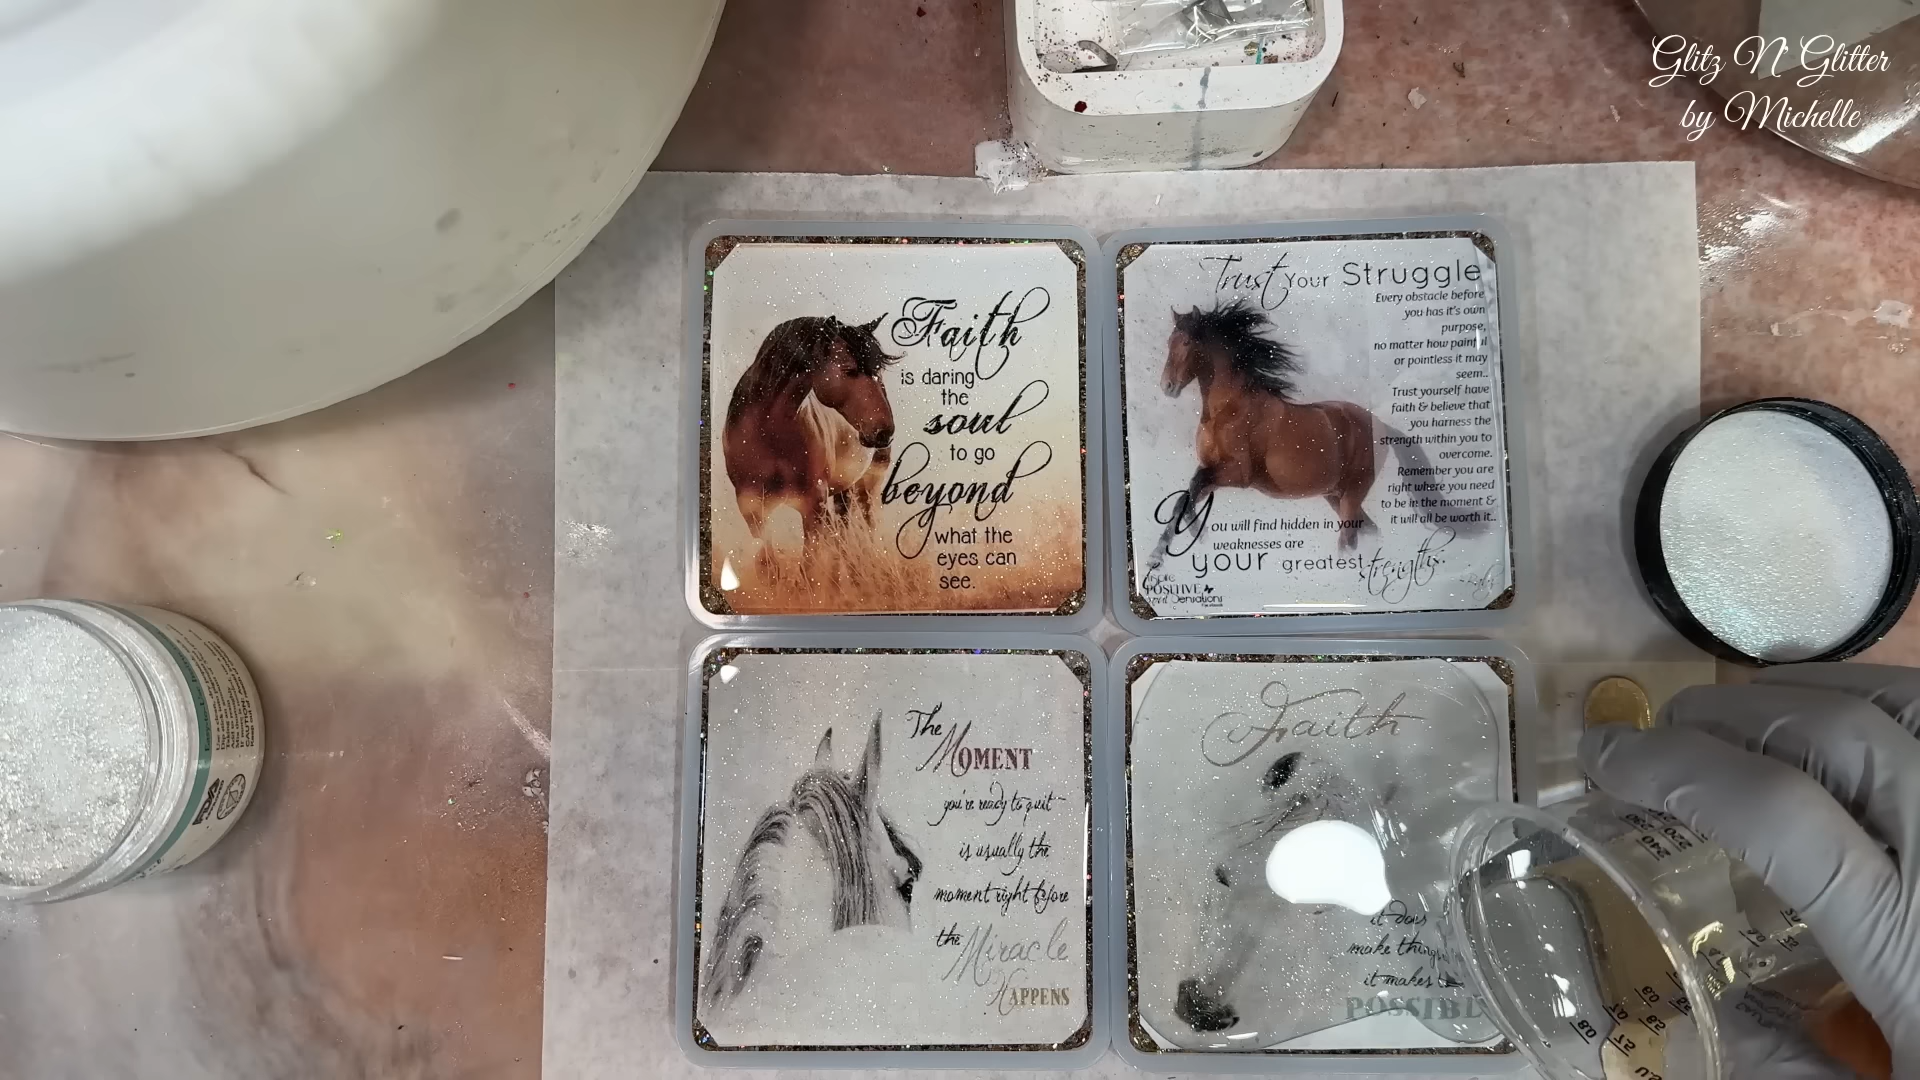 Glitz N' Glitter
by Michelle
Faith
is daring
the
soul
to go
beyond
what the
eyes can
see.
Trust Your Struggle
Every obstacle before
you has it's own
purpose,
no matter how painful
or pointless it may
seem..
Trust yourself have
faith & believe that
you harness the
strength within you to
overcome.
Remember you are
right where you need
to be in the moment &
it will all be worth it..
You will find hidden in your
weaknesses are
your greatest strengths.
POSITIVE
The
Moment
you're ready to quit
is usually the
moment right before
the Miracle
Happens
Faith
it does
make things
it makes
POSSIBL
240
220